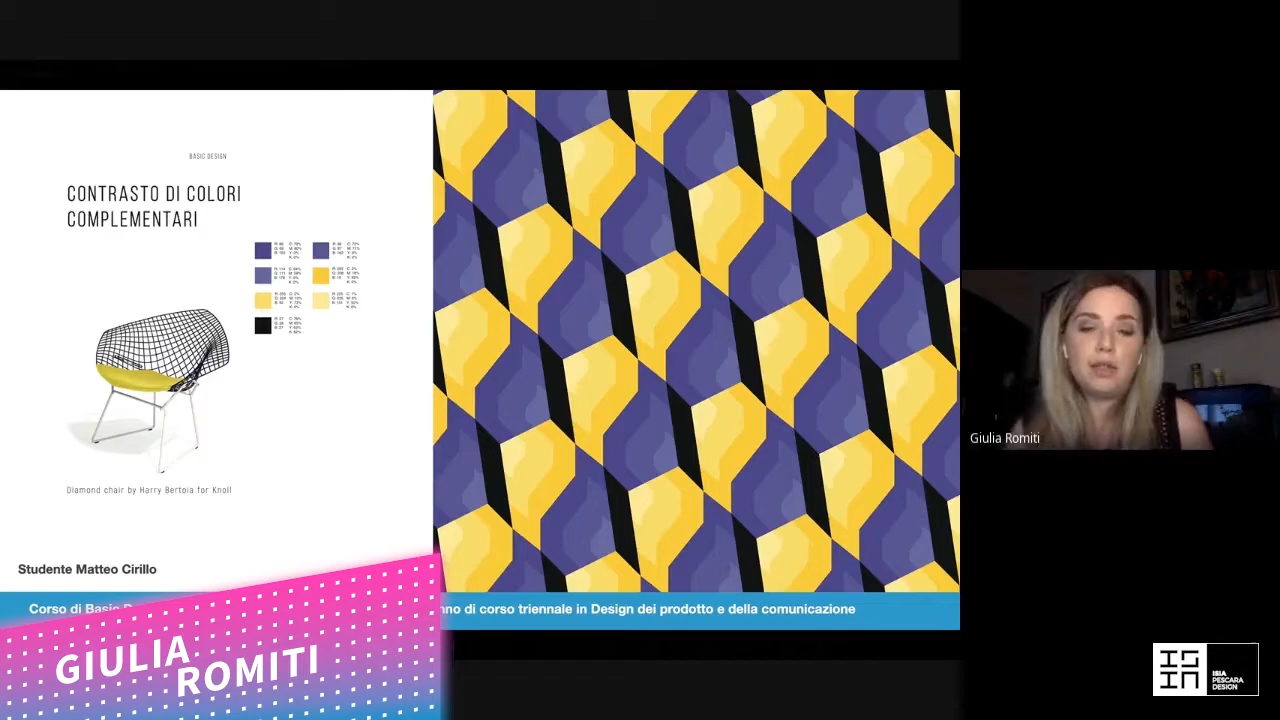 BASIC DESIGN
CONTRASTO DI COLORI
COMPLEMENTARI
Diamond chair by Harry Bertoia for Knoll
Studente Matteo Cirillo
Corso di Basic
nno di corso triennale in Design dei prodotto e della comunicazione
GIULIA
ROMITI
Giulia Romiti
ISIA
PESCARA
DESIGN